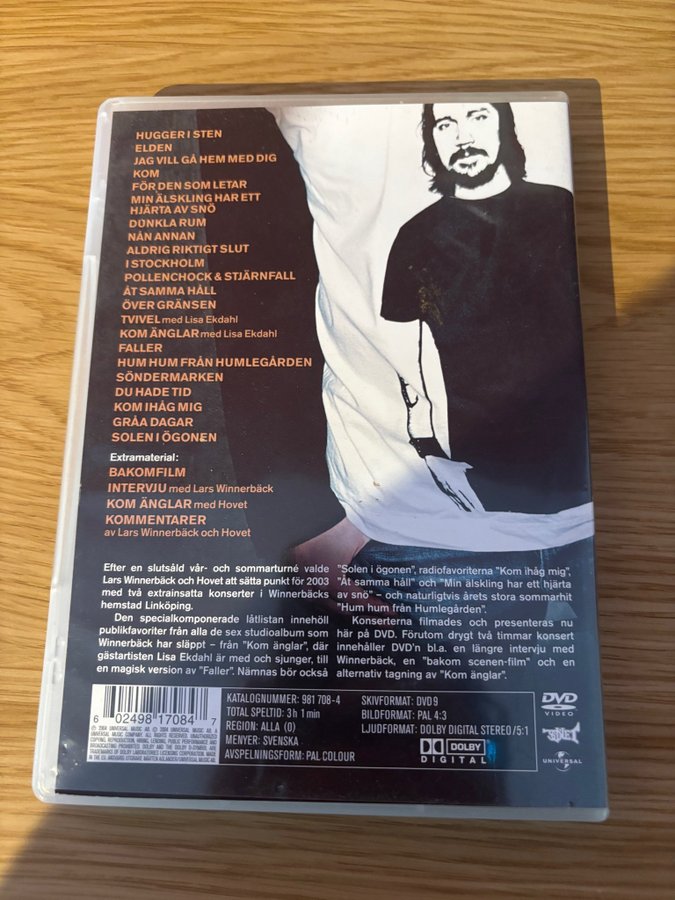 HUGGER I STEN
ELDEN
JAG VILL GÅ HEM MED DIG
KOM
FÖR DEN SOM LETAR
MIN ÄLSKLING HAR ETT
HJÄRTA AV SNÖ
DUNKLA RUM
NÅN ANNAN
ALDRIG RIKTIGT SLUT
I STOCKHOLM
POLLENCHOCK & STJÄRNFALL
ÅT SAMMA HÅLL
ÖVER GRÄNSEN
TVIVEL med Lisa Ekdahl
KOM ÄNGLAR med Lisa Ekdahl
FALLER
HUM HUM FRÅN HUMLEGÅRDEN
SÖNDERMARKEN
DU HADE TID
KOM IHÅG MIG
GRÅA DAGAR
SOLEN I ÖGONEN
Extramaterial:
BAKOMFILM
INTERVJU med Lars Winnerbäck
KOM ÄNGLAR med Hovet
KOMMENTARER
av Lars Winnerbäck och Hovet
Efter en slutsåld vår- och sommarturné valde
Lars Winnerbäck och Hovet att sätta punkt för 2003
med två extrainsatta konserter i Winnerbäcks
hemstad Linköping.
Den specialkomponerade låtlistan innehöll
publikfavoriter från alla de sex studioalbum som
Winnerbäck har släppt – från "Kom änglar", där
gästartisten Lisa Ekdahl är med och sjunger, till
en magisk version av "Faller". Nämnas bör också
"Solen i ögonen", radiofavoriterna "Kom ihåg mig",
"Åt samma håll" och "Min älskling har ett hjärta
av snö" – och naturligtvis årets stora sommarhit
"Hum hum från Humlegården".
Konserterna filmades och presenteras nu
här på DVD. Förutom drygt två timmar konsert
innehåller DVD'n bl.a. en längre intervju med
Winnerbäck, en "bakom scenen-film" och en
alternativ tagning av "Kom änglar".
6 02498 17084 7
KATALOGNUMMER: 981 708-4
TOTAL SPELTID: 3 h 1 min
REGION: ALLA (0)
MENYER: SVENSKA
AVSPELNINGSFORM: PAL COLOUR
SKIVFORMAT: DVD 9
BILDFORMAT: PAL 4:3
LJUDFORMAT: DOLBY DIGITAL STEREO/5:1
DOLBY
DIGITAL
DVD
VIDEO
UNIVERSAL